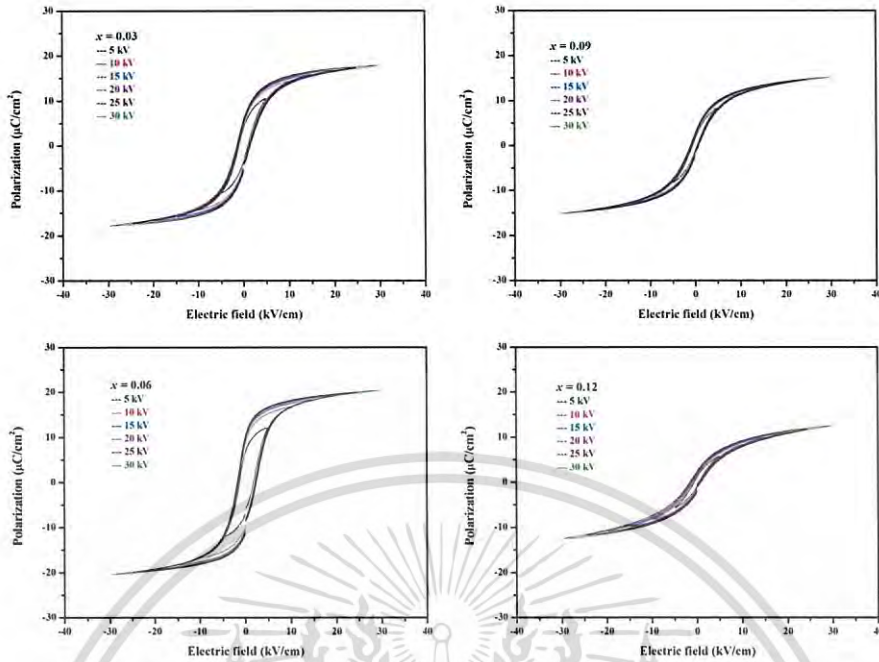 x = 0.03
--- 5 kV
--- 10 kV
--- 15 kV
--- 20 kV
--- 25 kV
--- 30 kV
30
20
10
0
-10
-20
-30
Polarization (μC/cm²)
-40 -30 -20 -10 0 10 20 30 40
Electric field (kV/cm)
x = 0.09
--- 5 kV
--- 10 kV
--- 15 kV
--- 20 kV
--- 25 kV
--- 30 kV
30
20
10
0
-10
-20
-30
Polarization (μC/cm²)
-40 -30 -20 -10 0 10 20 30 40
Electric field (kV/cm)
x = 0.06
--- 5 kV
--- 10 kV
--- 15 kV
--- 20 kV
--- 25 kV
--- 30 kV
30
20
10
0
-10
-20
-30
Polarization (μC/cm²)
-40 -30 -20 -10 0 10 20 30 40
Electric field (kV/cm)
x = 0.12
--- 5 kV
--- 10 kV
--- 15 kV
--- 20 kV
--- 25 kV
--- 30 kV
30
20
10
0
-10
-20
-30
Polarization (μC/cm²)
-40 -30 -20 -10 0 10 20 30 40
Electric field (kV/cm)